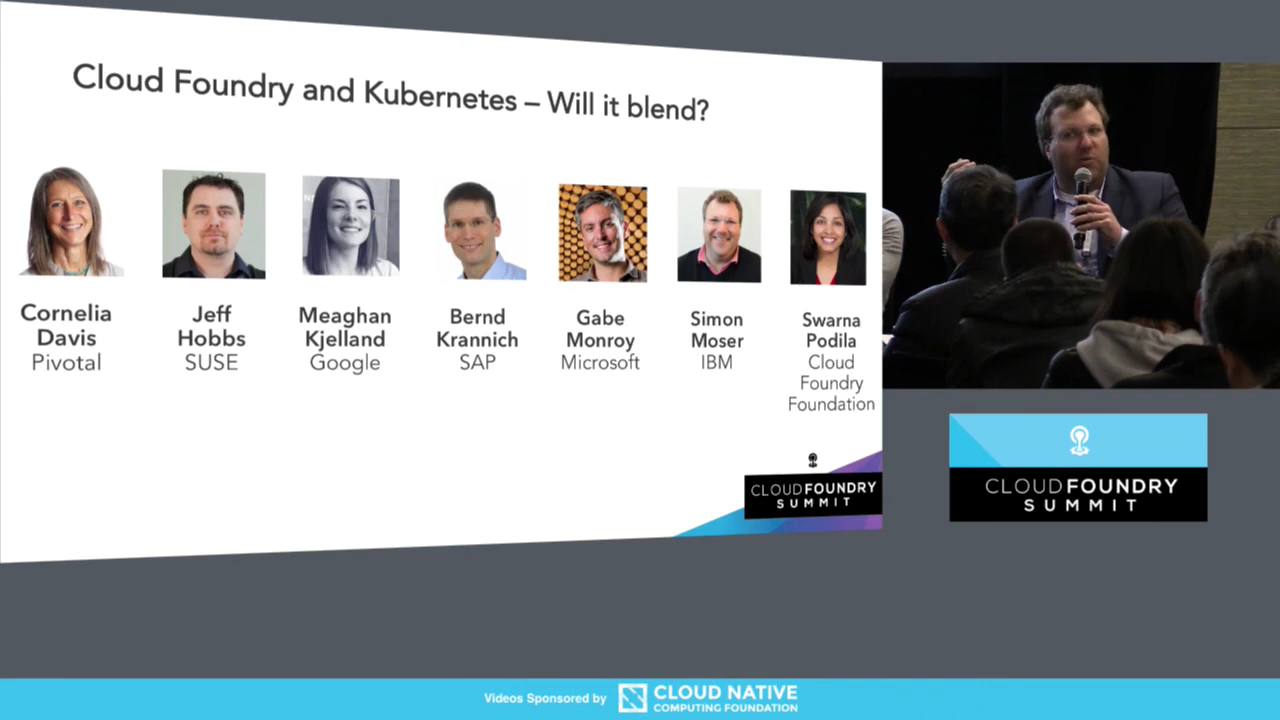 Cloud Foundry and Kubernetes – Will it blend?
Cornelia
Davis
Pivotal
Jeff
Hobbs
SUSE
Meaghan
Kjelland
Google
Bernd
Krannich
SAP
Gabe
Monroy
Microsoft
Simon
Moser
IBM
Swarna
Podila
Cloud
Foundry
Foundation
CLOUDFOUNDRY
SUMMIT
CLOUDFOUNDRY
SUMMIT
Videos Sponsored by
CLOUD NATIVE
COMPUTING FOUNDATION